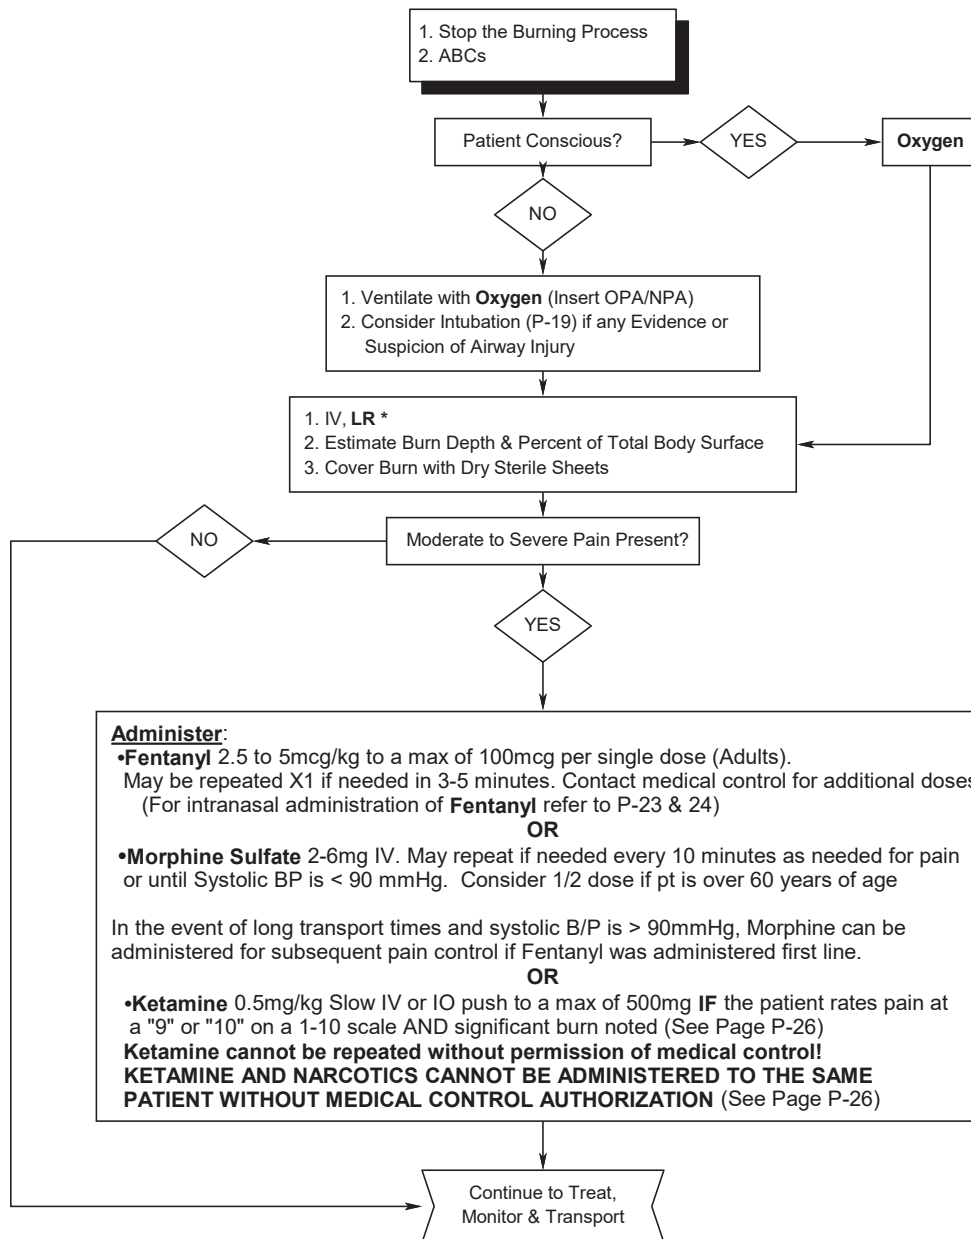 1. Stop the Burning Process
2. ABCs
Patient Conscious?
YES
Oxygen
NO
1. Ventilate with Oxygen (Insert OPA/NPA)
2. Consider Intubation (P-19) if any Evidence or
Suspicion of Airway Injury
1. IV, LR *
2. Estimate Burn Depth & Percent of Total Body Surface
3. Cover Burn with Dry Sterile Sheets
NO
Moderate to Severe Pain Present?
YES
Administer:
•Fentanyl 2.5 to 5mcg/kg to a max of 100mcg per single dose (Adults).
May be repeated X1 if needed in 3-5 minutes. Contact medical control for additional doses
(For intranasal administration of Fentanyl refer to P-23 & 24)
OR
•Morphine Sulfate 2-6mg IV. May repeat if needed every 10 minutes as needed for pain
or until Systolic BP is < 90 mmHg. Consider 1/2 dose if pt is over 60 years of age
In the event of long transport times and systolic B/P is > 90mmHg, Morphine can be
administered for subsequent pain control if Fentanyl was administered first line.
OR
•Ketamine 0.5mg/kg Slow IV or IO push to a max of 500mg IF the patient rates pain at
a "9" or "10" on a 1-10 scale AND significant burn noted (See Page P-26)
Ketamine cannot be repeated without permission of medical control!
KETAMINE AND NARCOTICS CANNOT BE ADMINISTERED TO THE SAME
PATIENT WITHOUT MEDICAL CONTROL AUTHORIZATION (See Page P-26)
Continue to Treat,
Monitor & Transport